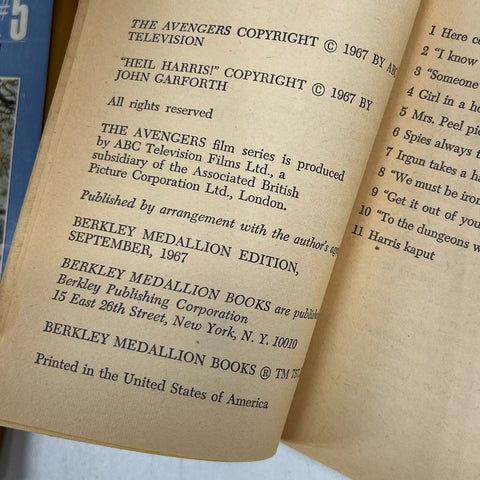 #5
THE AVENGERS COPYRIGHT © 1967 BY ABC
TELEVISION
"HEIL HARRIS!" COPYRIGHT © 1967 BY
JOHN GARFORTH
All rights reserved
THE AVENGERS film series is produced
by ABC Television Films Ltd., a
subsidiary of the Associated British
Picture Corporation Ltd., London.
Published by arrangement with the author's
BERKLEY MEDALLION EDITION,
SEPTEMBER, 1967
BERKLEY MEDALLION BOOKS are published
Berkley Publishing Corporation
15 East 26th Street, New York, N. Y. 10010
BERKLEY MEDALLION BOOKS ® TM
Printed in the United States of America
1 Here
2 "I know
3 "Someone
4 Girl in a
5 Mrs. Peel
6 Spies always
7 Irgun takes a
8 "We must be
9 "Get it out of
10 "To the dungeons
11 Harris kaput